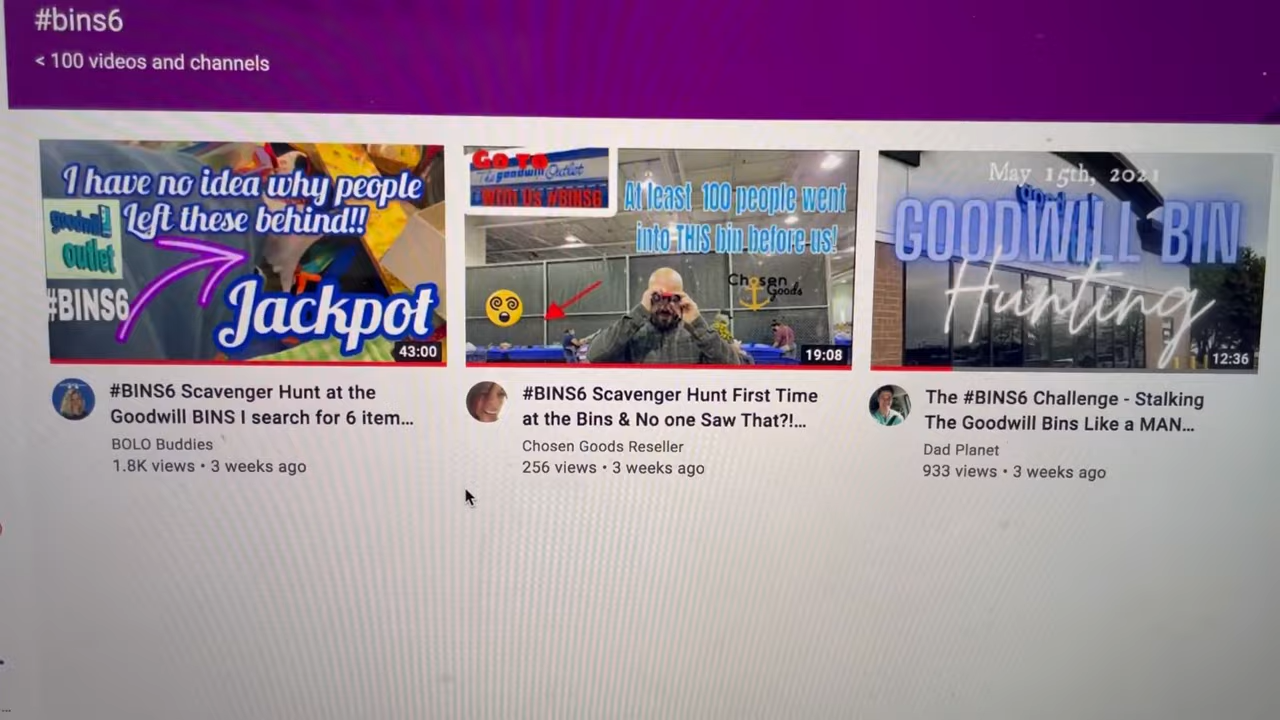 #bins6
< 100 videos and channels
I have no idea why people
Left these behind!!
goodwill
outlet
#BINS6
Jackpot
43:00
GO TO
The goodwill Outlet
With Us #BINS6
At least 100 people went
into THIS bin before us!
Chosen
Goods
19:08
May 15th, 2021
GOODWILL BIN
Hunting
12:36
#BINS6 Scavenger Hunt at the
Goodwill BINS I search for 6 item...
BOLO Buddies
1.8K views • 3 weeks ago
#BINS6 Scavenger Hunt First Time
at the Bins & No one Saw That?!...
Chosen Goods Reseller
256 views • 3 weeks ago
The #BINS6 Challenge - Stalking
The Goodwill Bins Like a MAN...
Dad Planet
933 views • 3 weeks ago